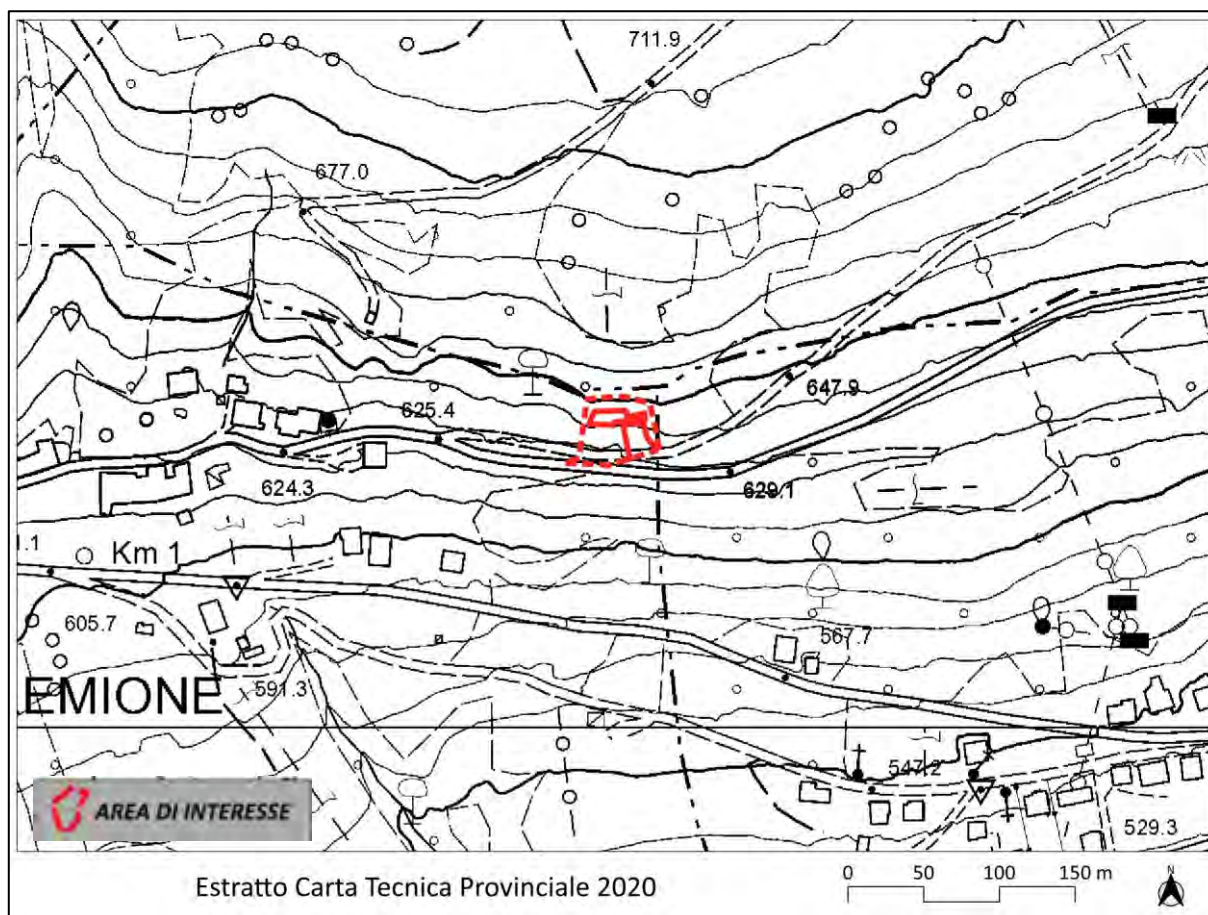 711.9
677.0
647.9
625.4
624.3
629.1
Km 1
605.7
567.7
591.3
EMIONE
547.2
529.3
AREA DI INTERESSE
Estratto Carta Tecnica Provinciale 2020
0 50 100 150 m
N